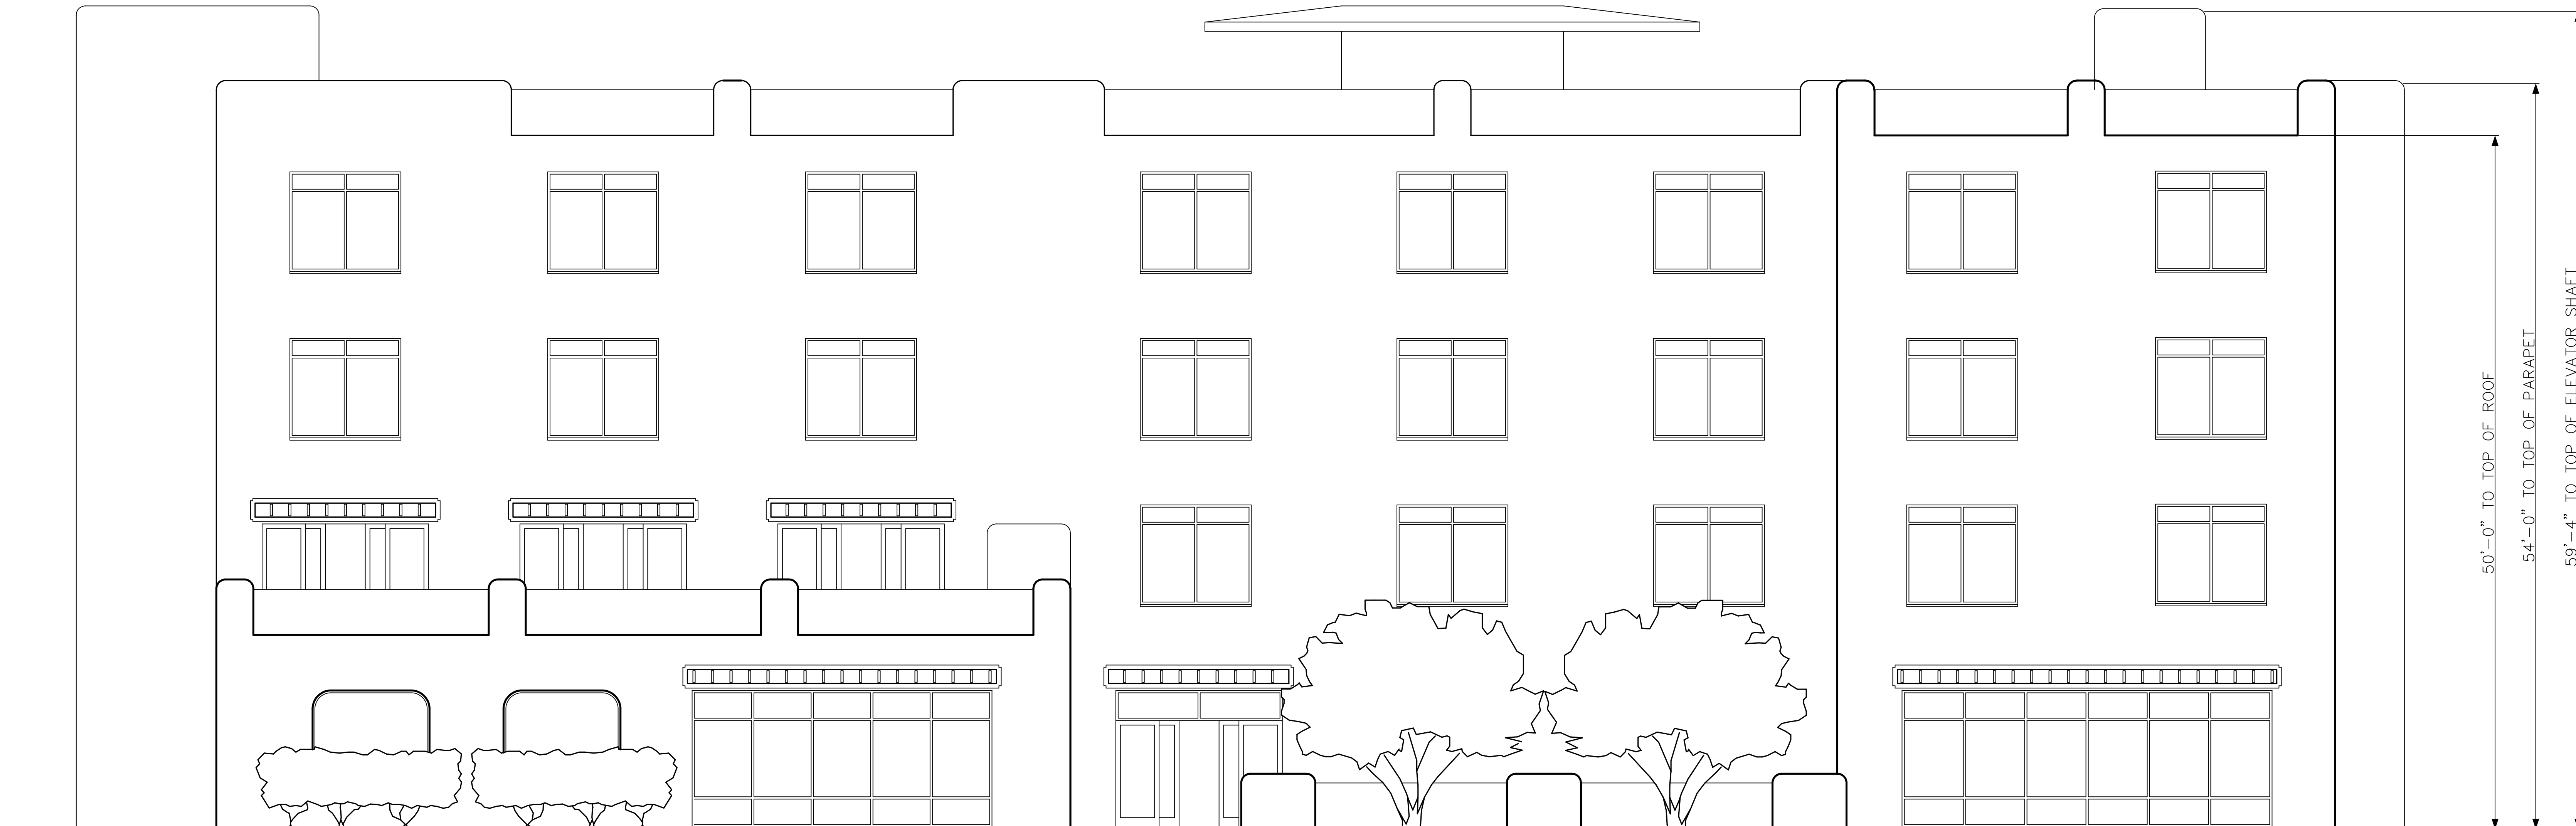 50'-0" TO TOP OF ROOF
54'-0" TO TOP OF PARAPET
59'-4" TO TOP OF ELEVATOR SHAFT